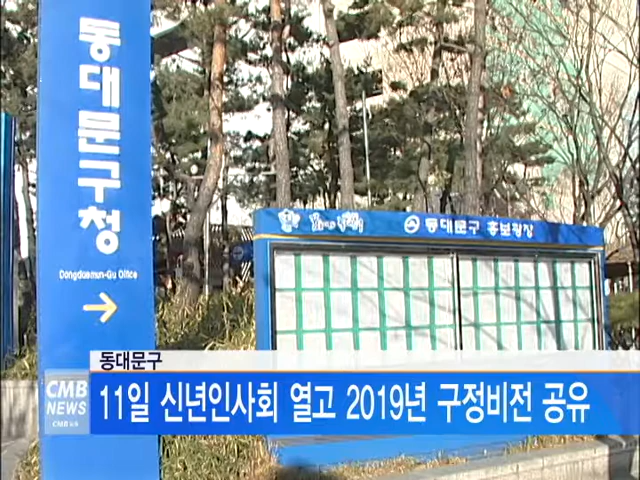 동대문구청
Dongdaemun-Gu Office
동대문구 홍보광장
동대문구
CMB
NEWS
11일 신년인사회 열고 2019년 구정비전 공유